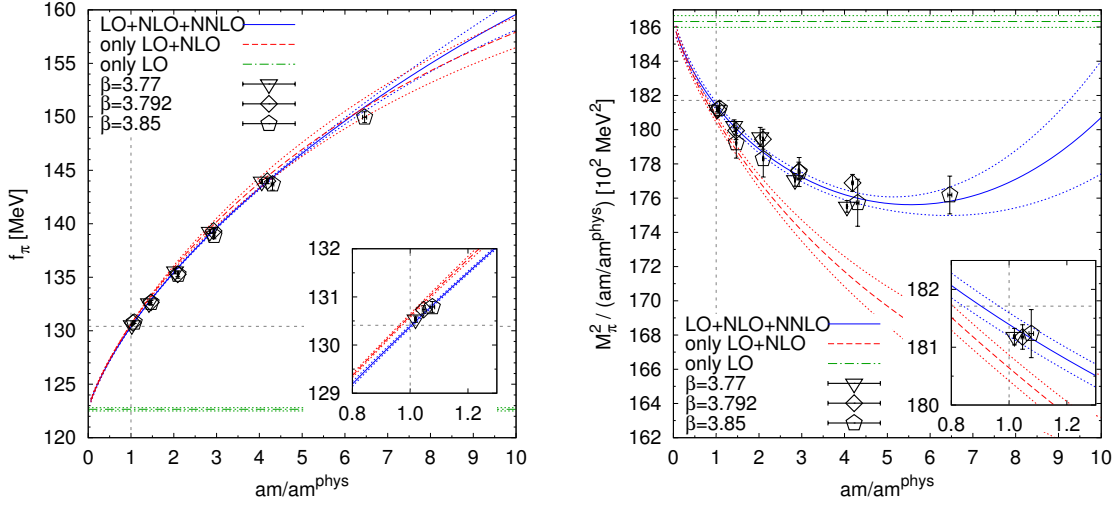 LO+NLO+NNLO
only LO+NLO
only LO
β=3.77
β=3.792
β=3.85
f_π [MeV]
160
155
150
145
140
135
130
125
120
0 1 2 3 4 5 6 7 8 9 10
am/am^phys
132
131
130
129
0.8 1.0 1.2
M_π^2 / (am/am^phys) [10^2 MeV^2]
186
184
182
180
178
176
174
172
170
168
166
164
162
0 1 2 3 4 5 6 7 8 9 10
am/am^phys
LO+NLO+NNLO
only LO+NLO
only LO
β=3.77
β=3.792
β=3.85
182
181
180
0.8 1.0 1.2